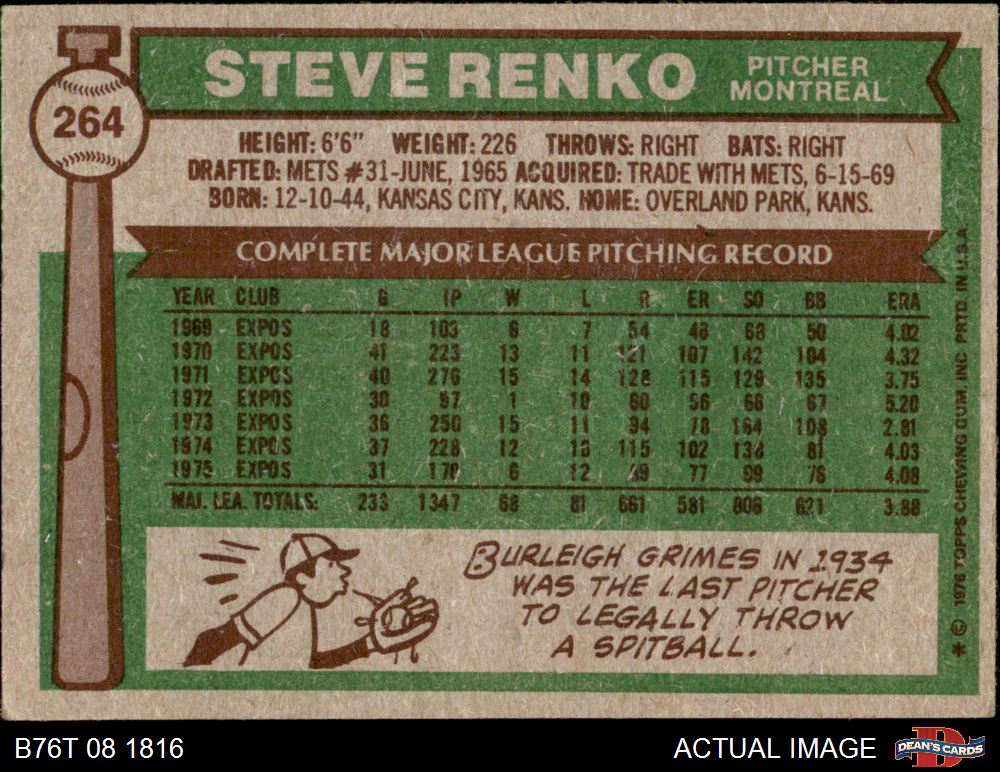 264
STEVE RENKO
PITCHER
MONTREAL
HEIGHT: 6'6" WEIGHT: 226 THROWS: RIGHT BATS: RIGHT
DRAFTED: METS #31-JUNE, 1965 ACQUIRED: TRADE WITH METS, 6-15-69
BORN: 12-10-44, KANSAS CITY, KANS. HOME: OVERLAND PARK, KANS.
COMPLETE MAJOR LEAGUE PITCHING RECORD
YEAR CLUB G IP W L R ER SO BB ERA
1969 EXPOS 18 103 6 7 54 46 68 50 4.02
1970 EXPOS 41 223 13 11 121 107 142 104 4.32
1971 EXPOS 40 276 15 14 128 115 129 135 3.75
1972 EXPOS 30 97 1 10 60 56 66 67 5.20
1973 EXPOS 36 250 15 11 94 78 164 108 2.81
1974 EXPOS 37 228 12 16 115 102 138 81 4.03
1975 EXPOS 31 170 6 12 89 77 99 76 4.08
MAJ. LEA. TOTALS: 233 1347 68 81 661 581 806 621 3.88
BURLEIGH GRIMES IN 1934
WAS THE LAST PITCHER
TO LEGALLY THROW
A SPITBALL.
* © 1976 TOPPS CHEWING GUM, INC PRTD. IN U.S.A.
B76T 08 1816
ACTUAL IMAGE
DEAN'S CARDS